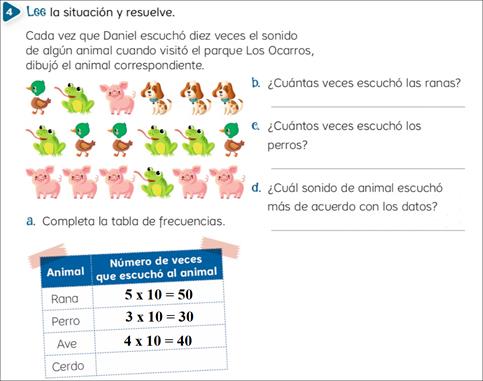 4 Lee la situación y resuelve.
Cada vez que Daniel escuchó diez veces el sonido
de algún animal cuando visitó el parque Los Ocarros,
dibujó el animal correspondiente.
a. Completa la tabla de frecuencias.
Animal Número de veces que escuchó al animal
Rana 5 x 10 = 50
Perro 3 x 10 = 30
Ave 4 x 10 = 40
Cerdo
b. ¿Cuántas veces escuchó las ranas?
c. ¿Cuántos veces escuchó los
perros?
d. ¿Cuál sonido de animal escuchó
más de acuerdo con los datos?